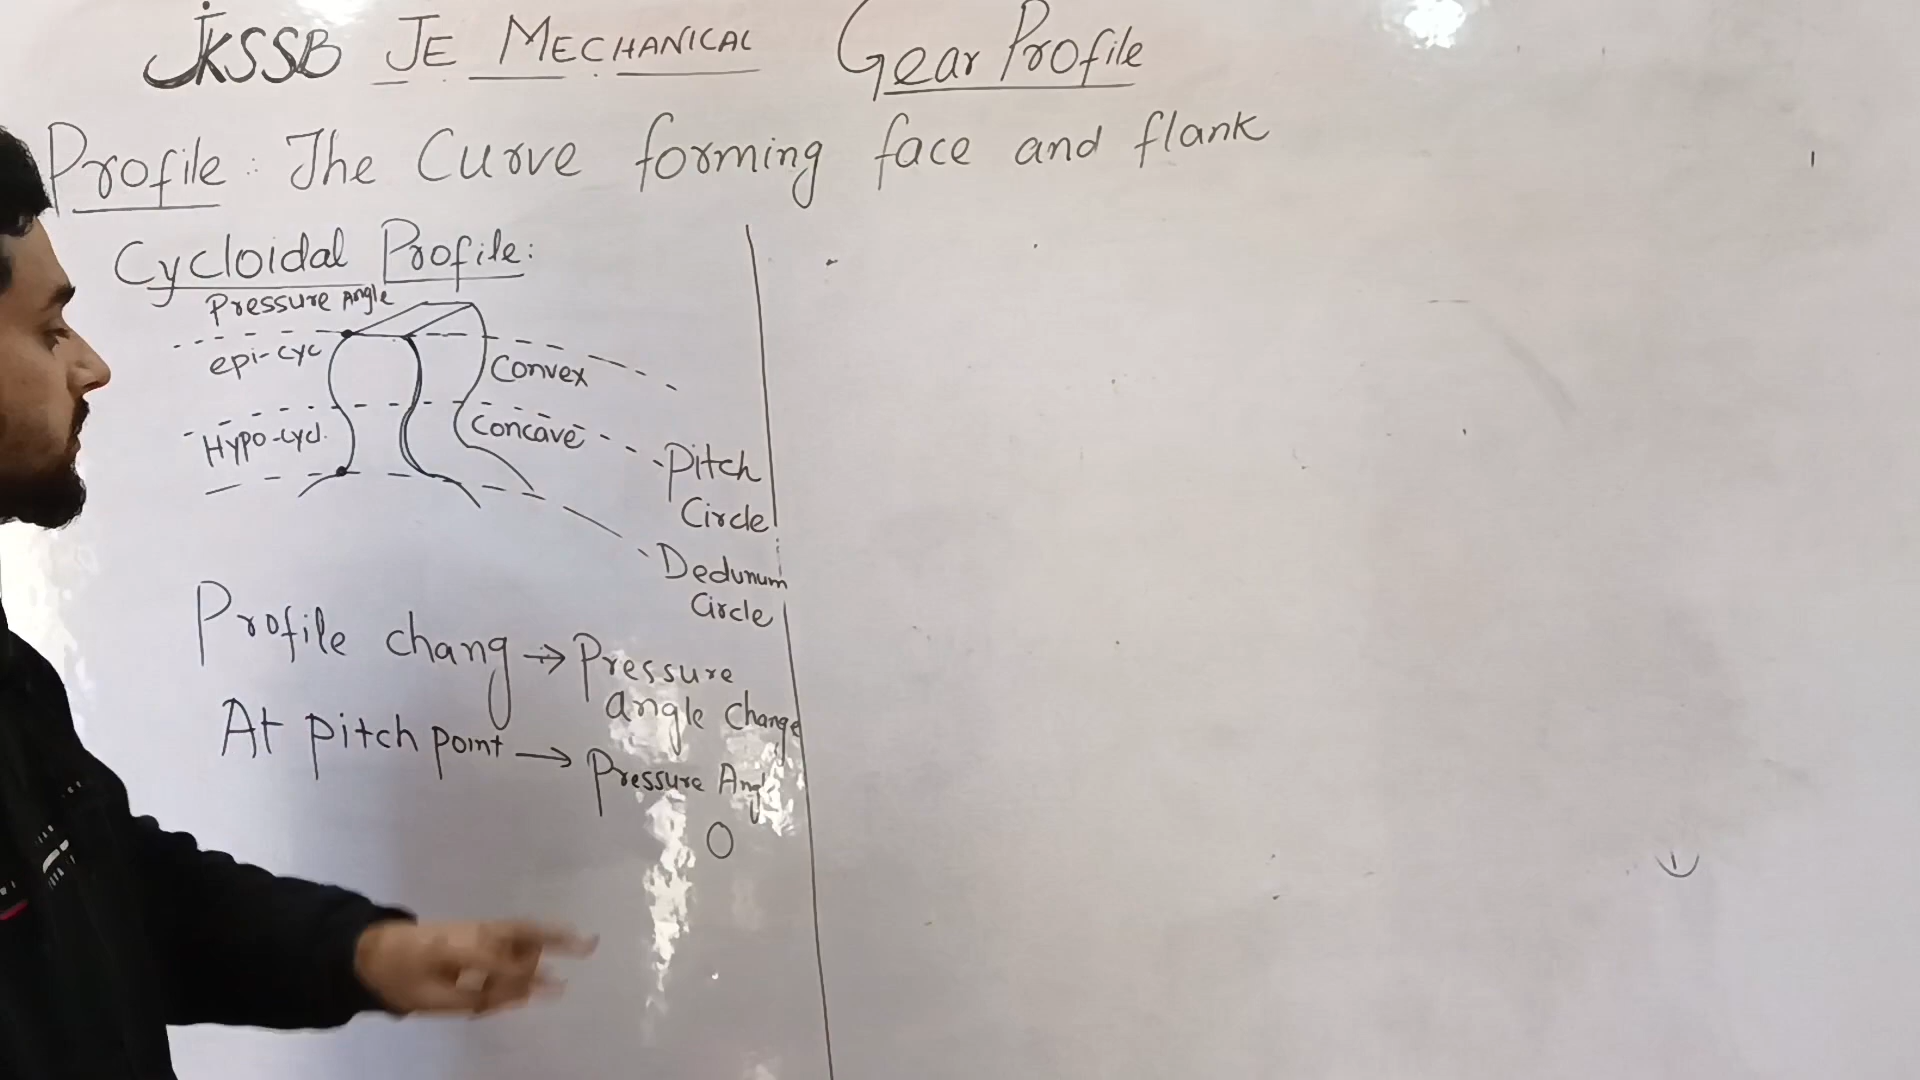 JKSSB JE MECHANICAL Gear Profile
Profile: The Curve forming face and flank
Cycloidal Profile:
Pressure Angle
epi-cyc
Convex
Hypo-cycl.
Concave
Pitch
Circle
Dedunum
Circle
Profile chang → Pressure
angle Change
At pitch point → Pressure Angl
0